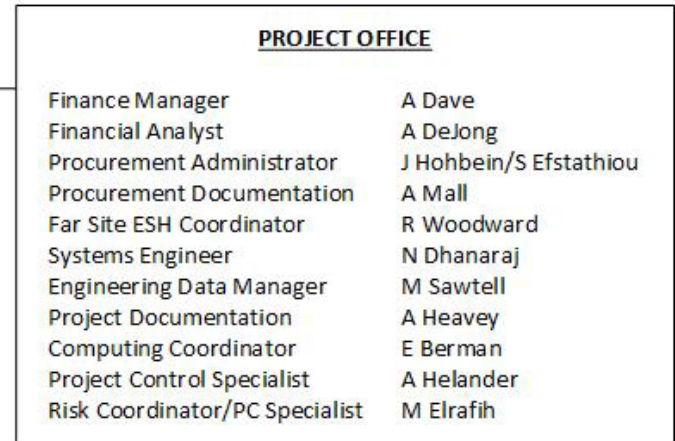 PROJECT OFFICE
Finance Manager A Dave
Financial Analyst A DeJong
Procurement Administrator J Hohbein/S Efstathiou
Procurement Documentation A Mall
Far Site ESH Coordinator R Woodward
Systems Engineer N Dhanaraj
Engineering Data Manager M Sawtell
Project Documentation A Heavey
Computing Coordinator E Berman
Project Control Specialist A Helander
Risk Coordinator/PC Specialist M Elrafih